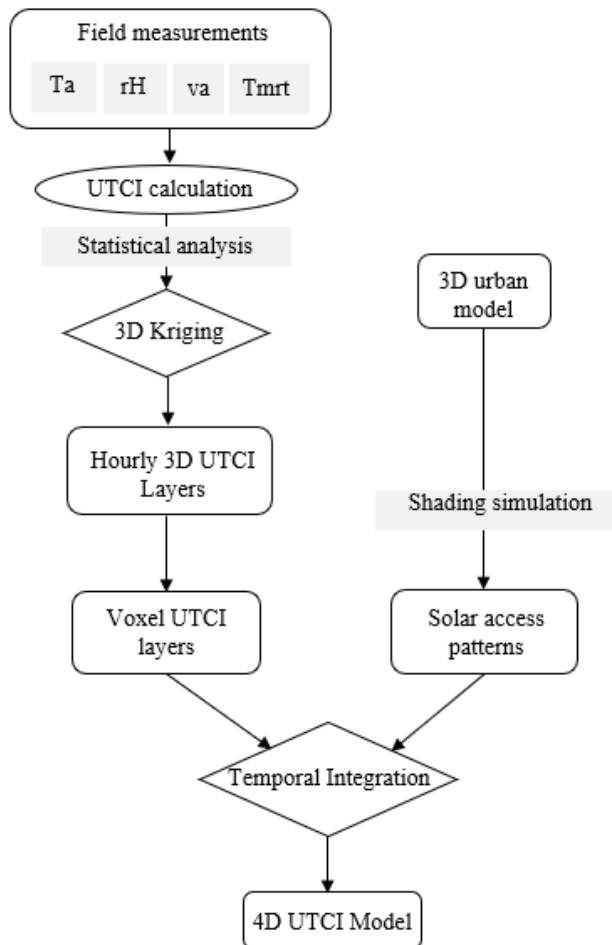 Field measurements
Ta rH va Tmrt
UTCI calculation
Statistical analysis
3D Kriging
Hourly 3D UTCI
Layers
Voxel UTCI
layers
3D urban
model
Shading simulation
Solar access
patterns
Temporal Integration
4D UTCI Model